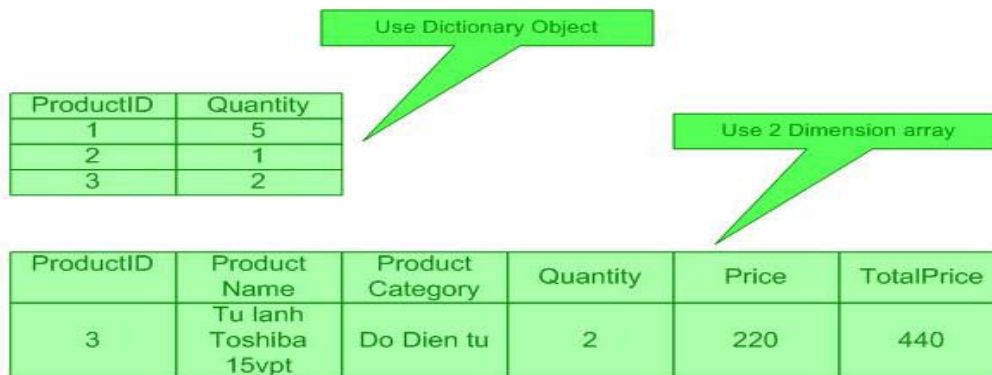 Use Dictionary Object
ProductID Quantity
1 5
2 1
3 2
Use 2 Dimension array
ProductID Product Name Product Category Quantity Price TotalPrice
3 Tu lanh Toshiba 15vpt Do Dien tu 2 220 440